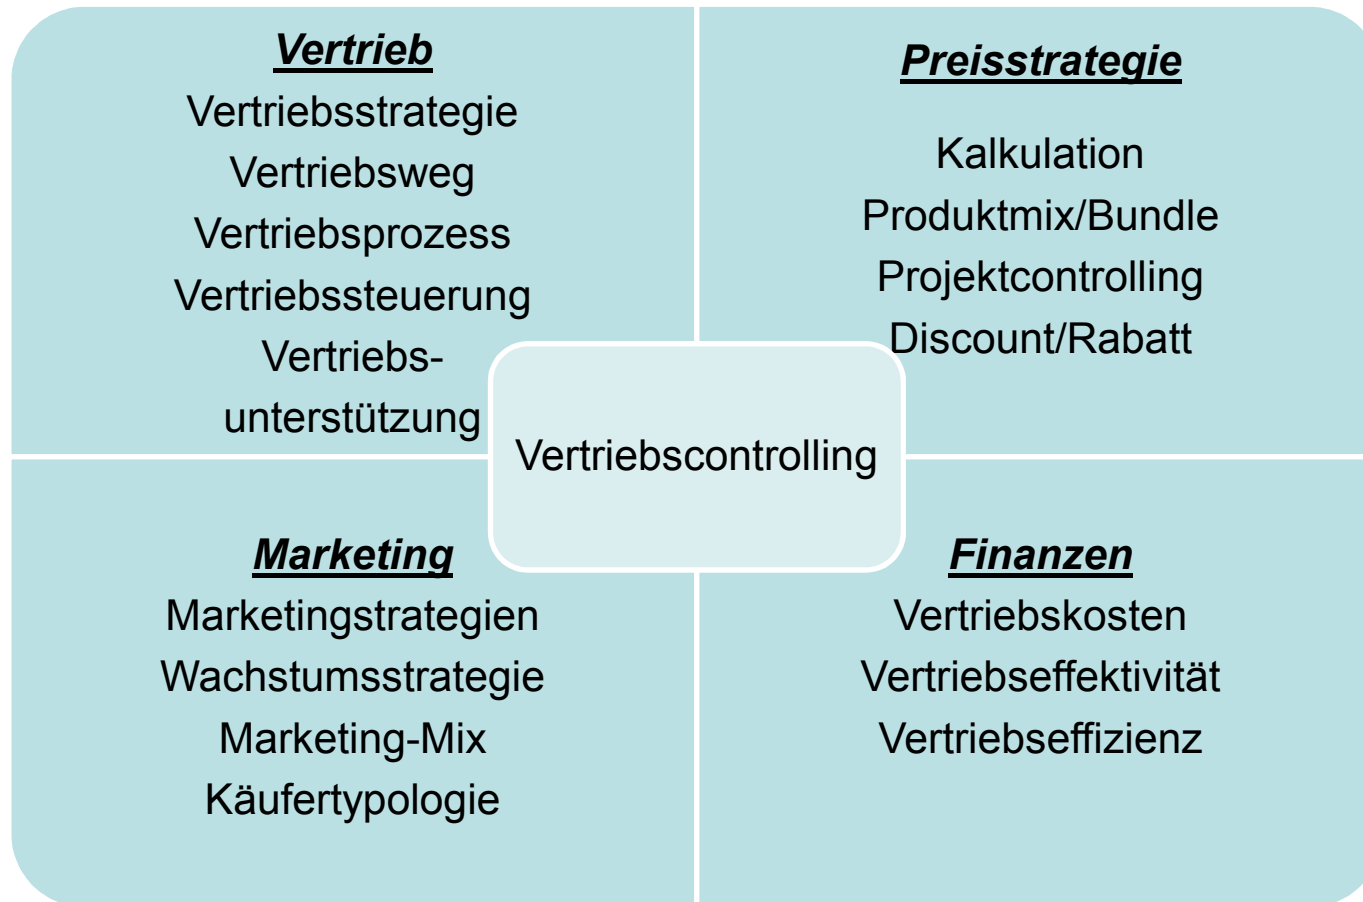 Vertrieb
Vertriebsstrategie
Vertriebsweg
Vertriebsprozess
Vertriebssteuerung
Vertriebs-
unterstützung
Preisstrategie
Kalkulation
Produktmix/Bundle
Projektcontrolling
Discount/Rabatt
Vertriebscontrolling
Marketing
Marketingstrategien
Wachstumsstrategie
Marketing-Mix
Käufertypologie
Finanzen
Vertriebskosten
Vertriebseffektivität
Vertriebseffizienz